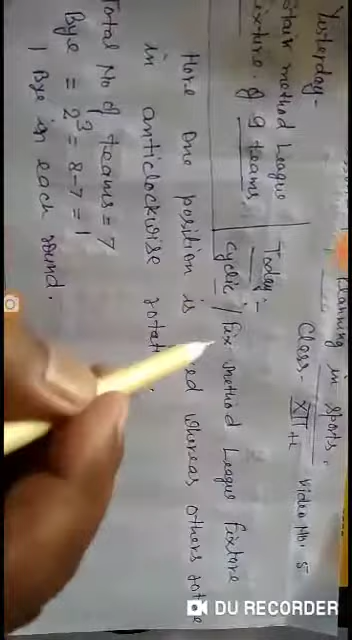 Planning in sports.
Class - XII th Video No. 5
Yesterday-
Stair method League
fixture. of 9 teams.
Today:-
Cyclic / fix method League fixture
Here one position is whereas others rotate
in anticlockwise
Total No of teams = 7
Bye = 2³ = 8-7 = 1
1 Bye in each round.
DU RECORDER